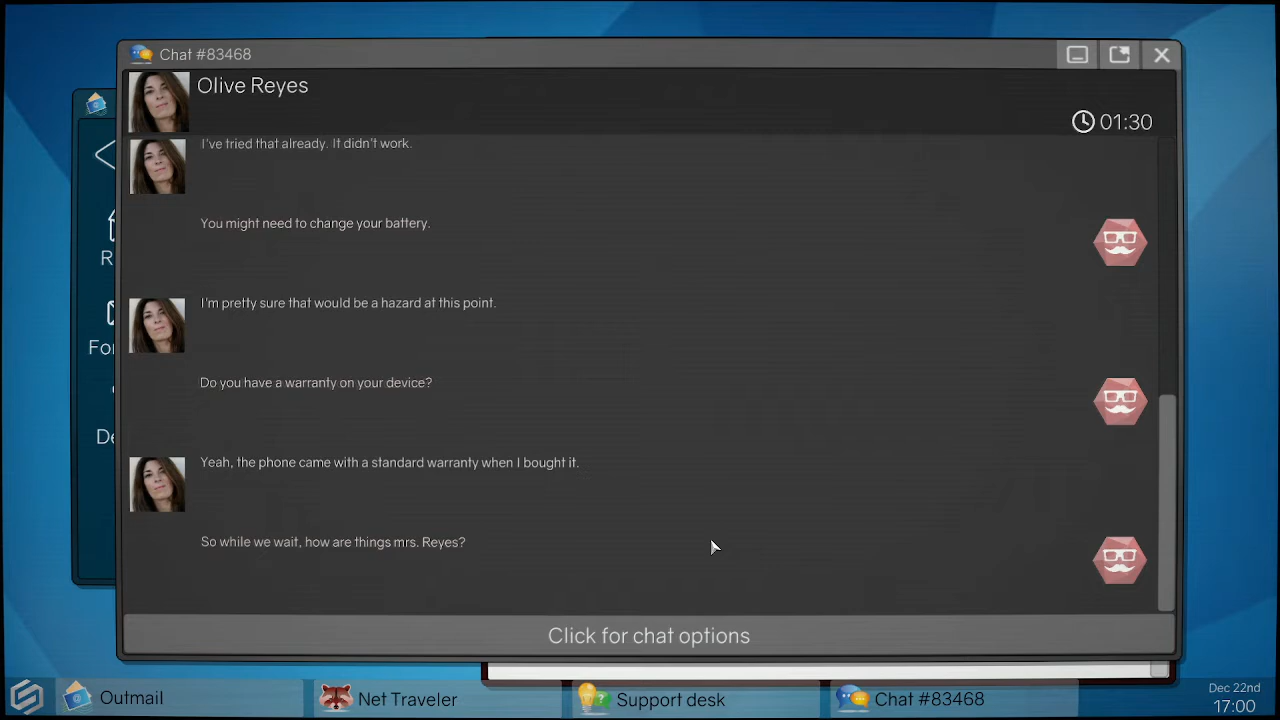 Chat #83468
Olive Reyes
01:30
I've tried that already. It didn't work.
You might need to change your battery.
I'm pretty sure that would be a hazard at this point.
Do you have a warranty on your device?
Yeah, the phone came with a standard warranty when I bought it.
So while we wait, how are things mrs. Reyes?
Click for chat options
R
For
De
Outmail
Net Traveler
Support desk
Chat #83468
Dec 22nd
17:00